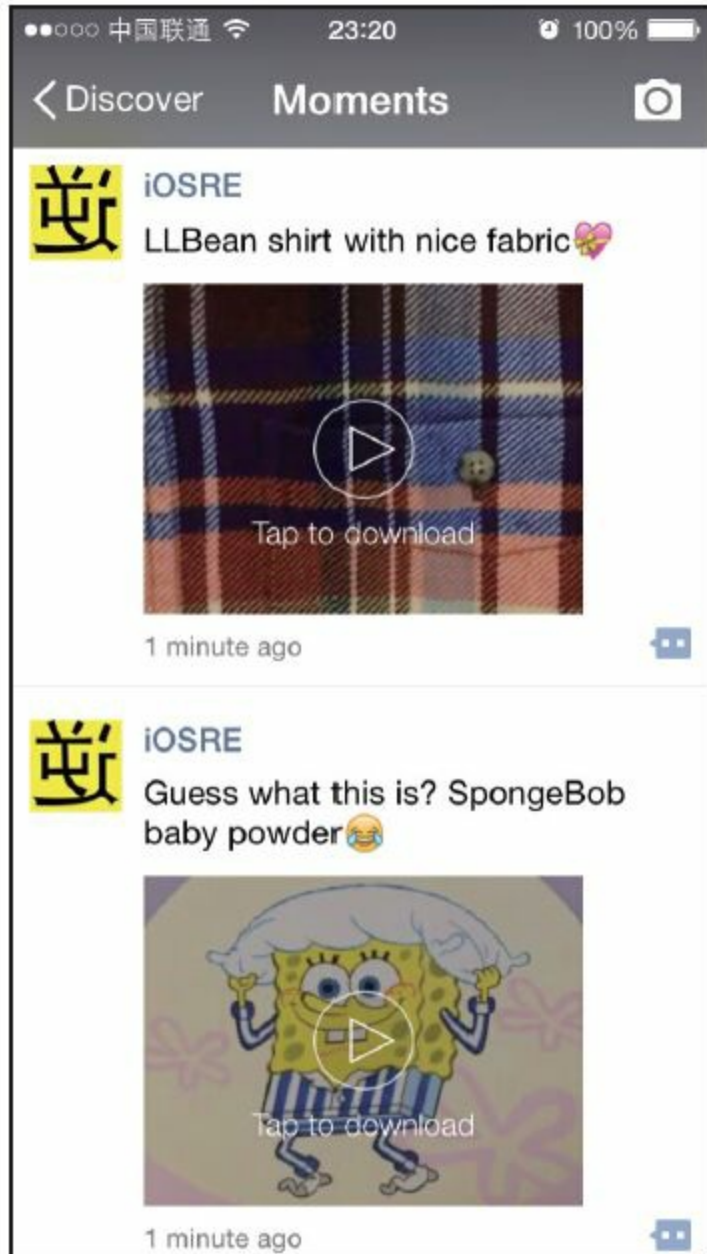 中国联通 23:20 100%
Discover Moments
iOSRE
LLBean shirt with nice fabric💝
Tap to download
1 minute ago
iOSRE
Guess what this is? SpongeBob
baby powder😂
Tap to download
1 minute ago